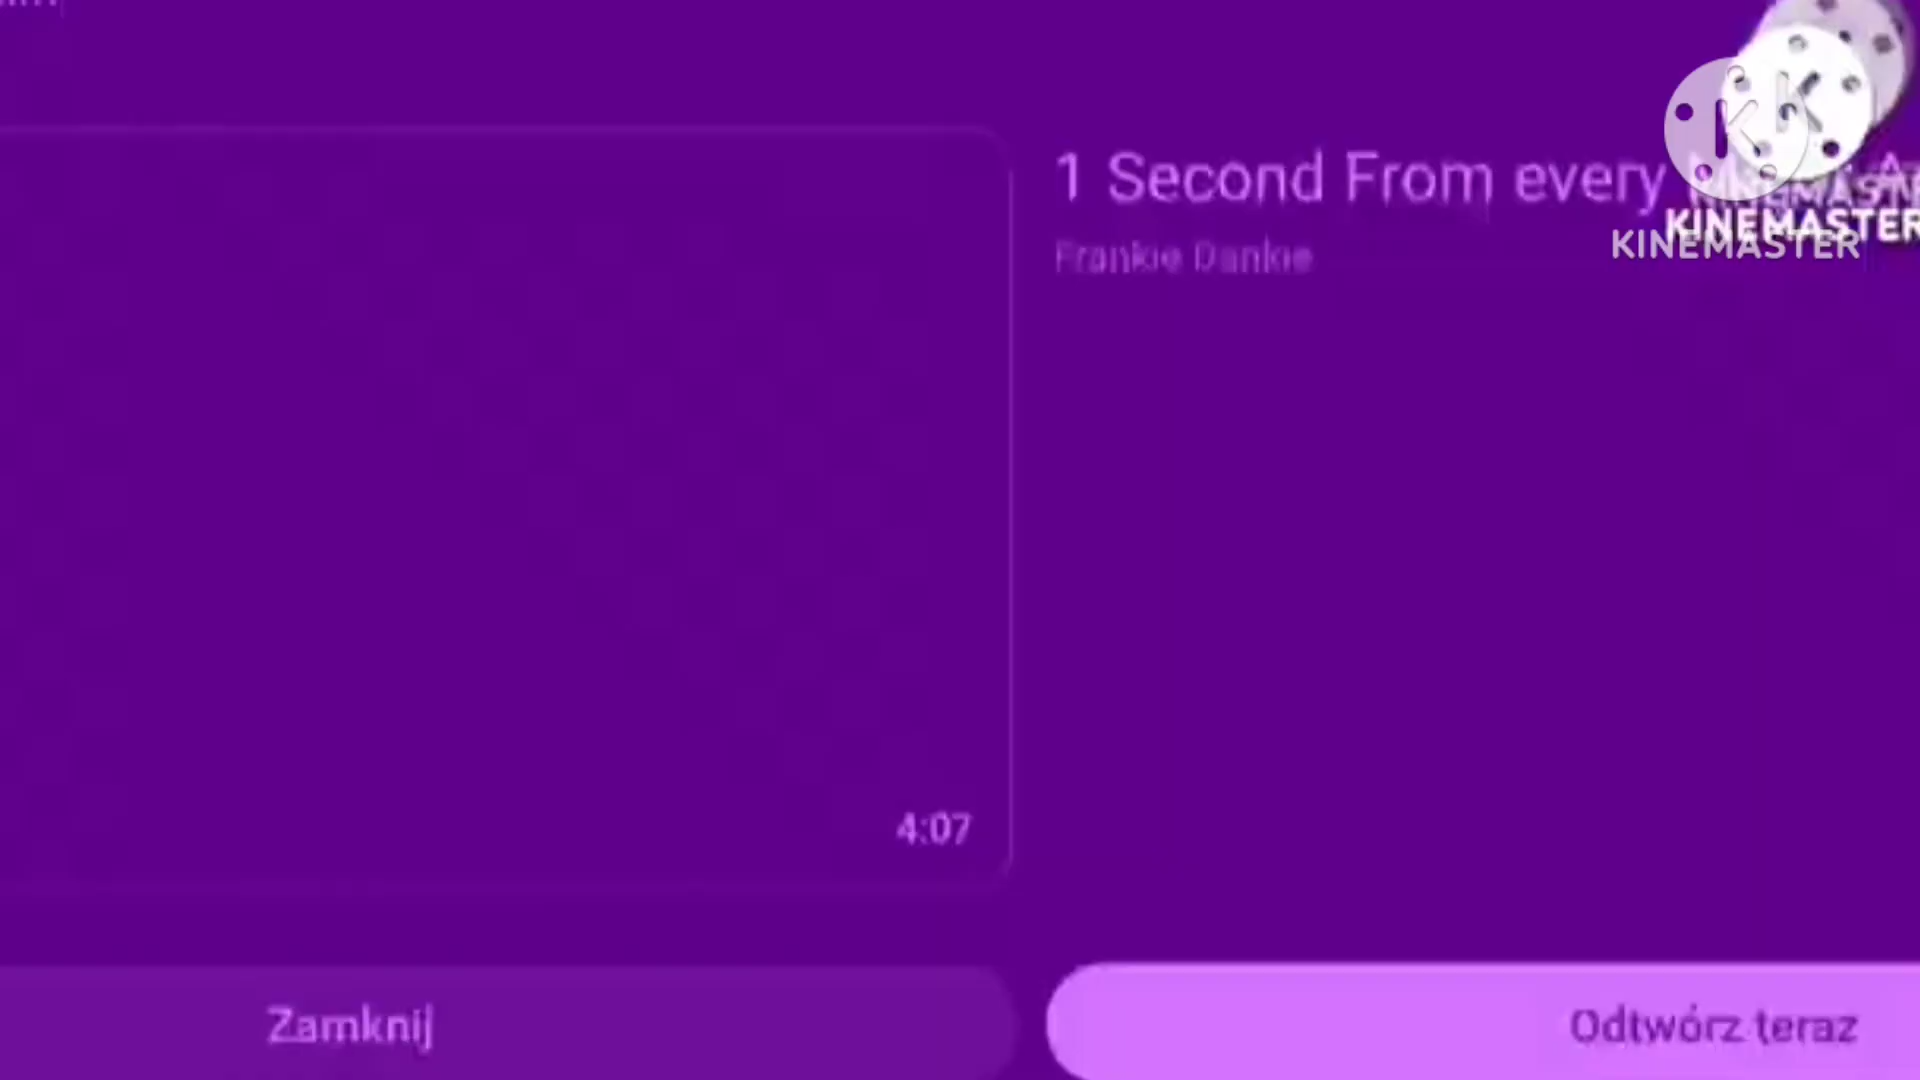 1 Second From every
Frankie Dankie
KINEMASTER
KINEMASTER
4:07
Zamknij
Odtwórz teraz